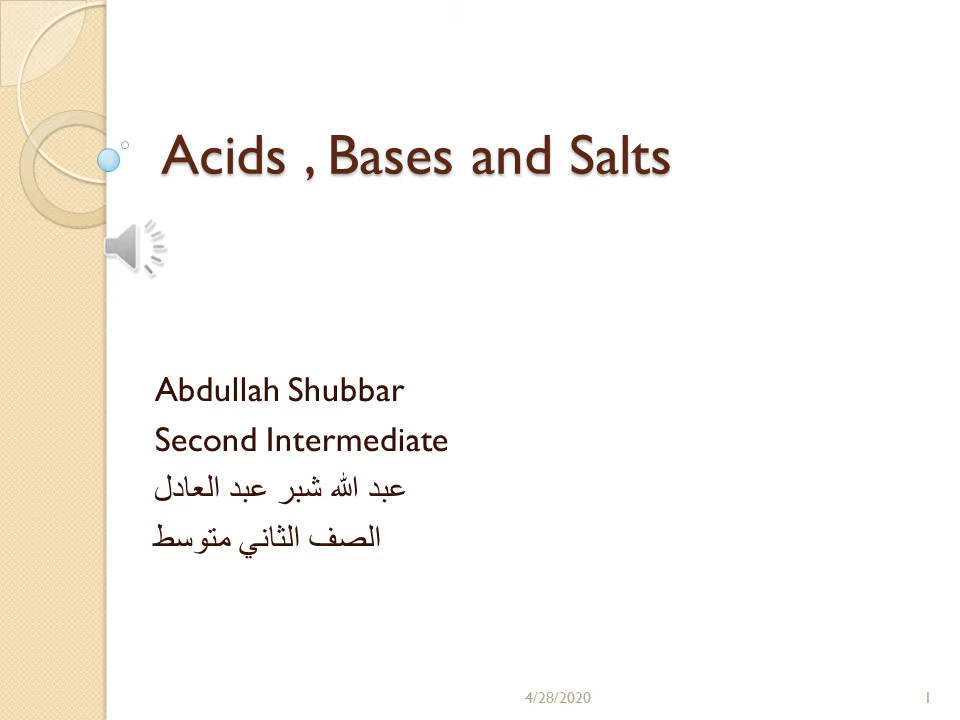 Acids , Bases and Salts
Abdullah Shubbar
Second Intermediate
عبد الله شبر عبد العادل
الصف الثاني متوسط
4/28/2020
1